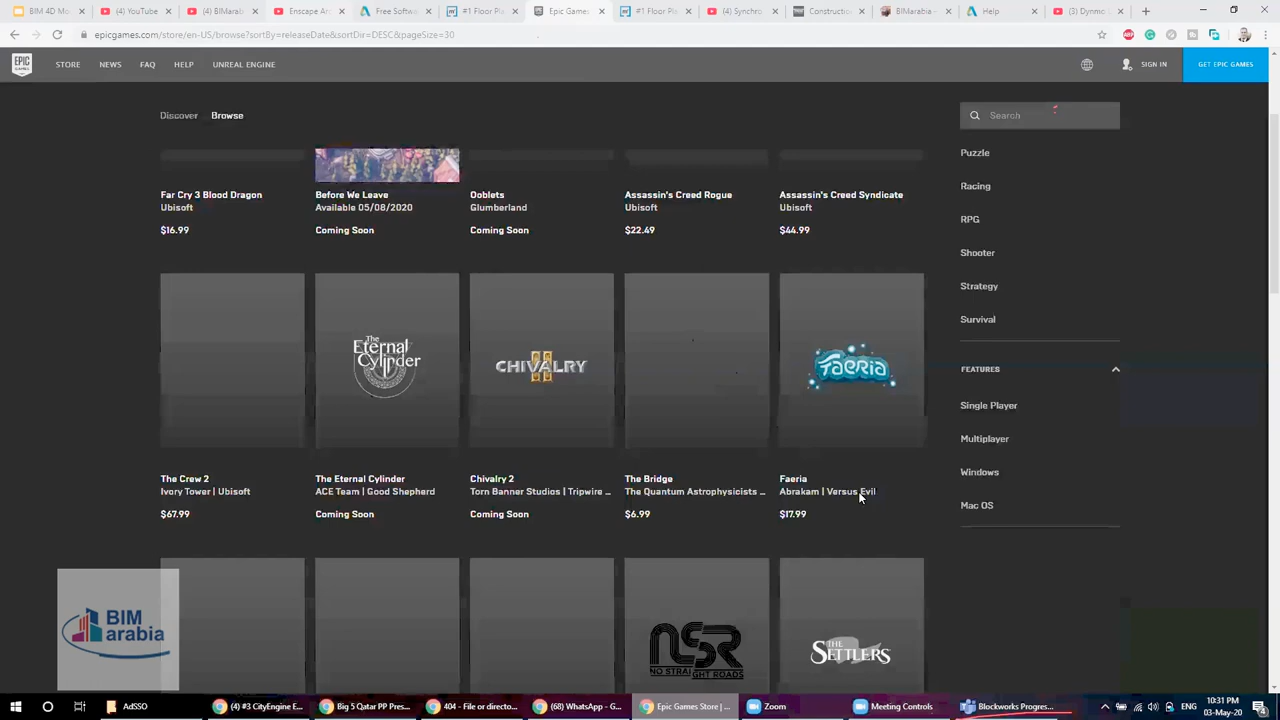 BIM 4D Mo
(4) YouTube
(4) BIMarab
Enscape Ar
Free Softw
#1 Floor Pl
Epic Games
#1 Floor Pl
(4) Synchro
Construction
BIMarabia
Help
(3) Dynmo
epicgames.com/store/en-US/browse?sortBy=releaseDate&sortDir=DESC&pageSize=30
EPIC GAMES
STORE
NEWS
FAQ
HELP
UNREAL ENGINE
SIGN IN
GET EPIC GAMES
Discover
Browse
Search
Far Cry 3 Blood Dragon
Ubisoft
$16.99
Before We Leave
Available 05/08/2020
Coming Soon
Ooblets
Glumberland
Coming Soon
Assassin's Creed Rogue
Ubisoft
$22.49
Assassin's Creed Syndicate
Ubisoft
$44.99
The Eternal Cylinder
CHIVALRY II
Faeria
The Crew 2
Ivory Tower | Ubisoft
$67.99
The Eternal Cylinder
ACE Team | Good Shepherd
Coming Soon
Chivalry 2
Torn Banner Studios | Tripwire ...
Coming Soon
The Bridge
The Quantum Astrophysicists ...
$6.99
Faeria
Abrakam | Versus Evil
$17.99
NSR
NO STRAIGHT ROADS
THE SETTLERS
Puzzle
Racing
RPG
Shooter
Strategy
Survival
FEATURES
Single Player
Multiplayer
Windows
Mac OS
BIM
arabia
AdSSO
(4) #3 CityEngine E...
Big 5 Qatar PP Pres...
404 - File or directo...
(68) WhatsApp - G...
Epic Games Store | ...
Zoom
Meeting Controls
Blockworks Progres...
10:31 PM
03-May-20